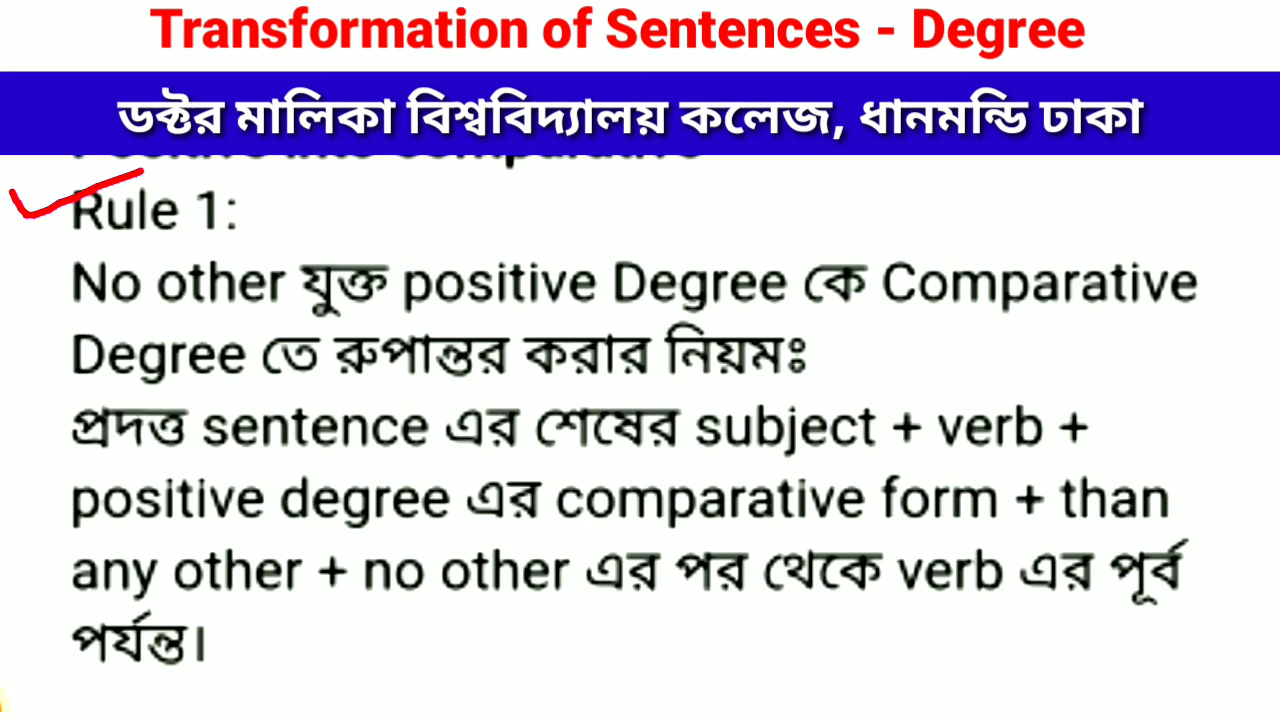 Transformation of Sentences - Degree
ডক্টর মালিকা বিশ্ববিদ্যালয় কলেজ, ধানমন্ডি ঢাকা
Rule 1:
No other যুক্ত positive Degree কে Comparative
Degree তে রুপান্তর করার নিয়মঃ
প্রদত্ত sentence এর শেষের subject + verb +
positive degree এর comparative form + than
any other + no other এর পর থেকে verb এর পূর্ব
পর্যন্ত।